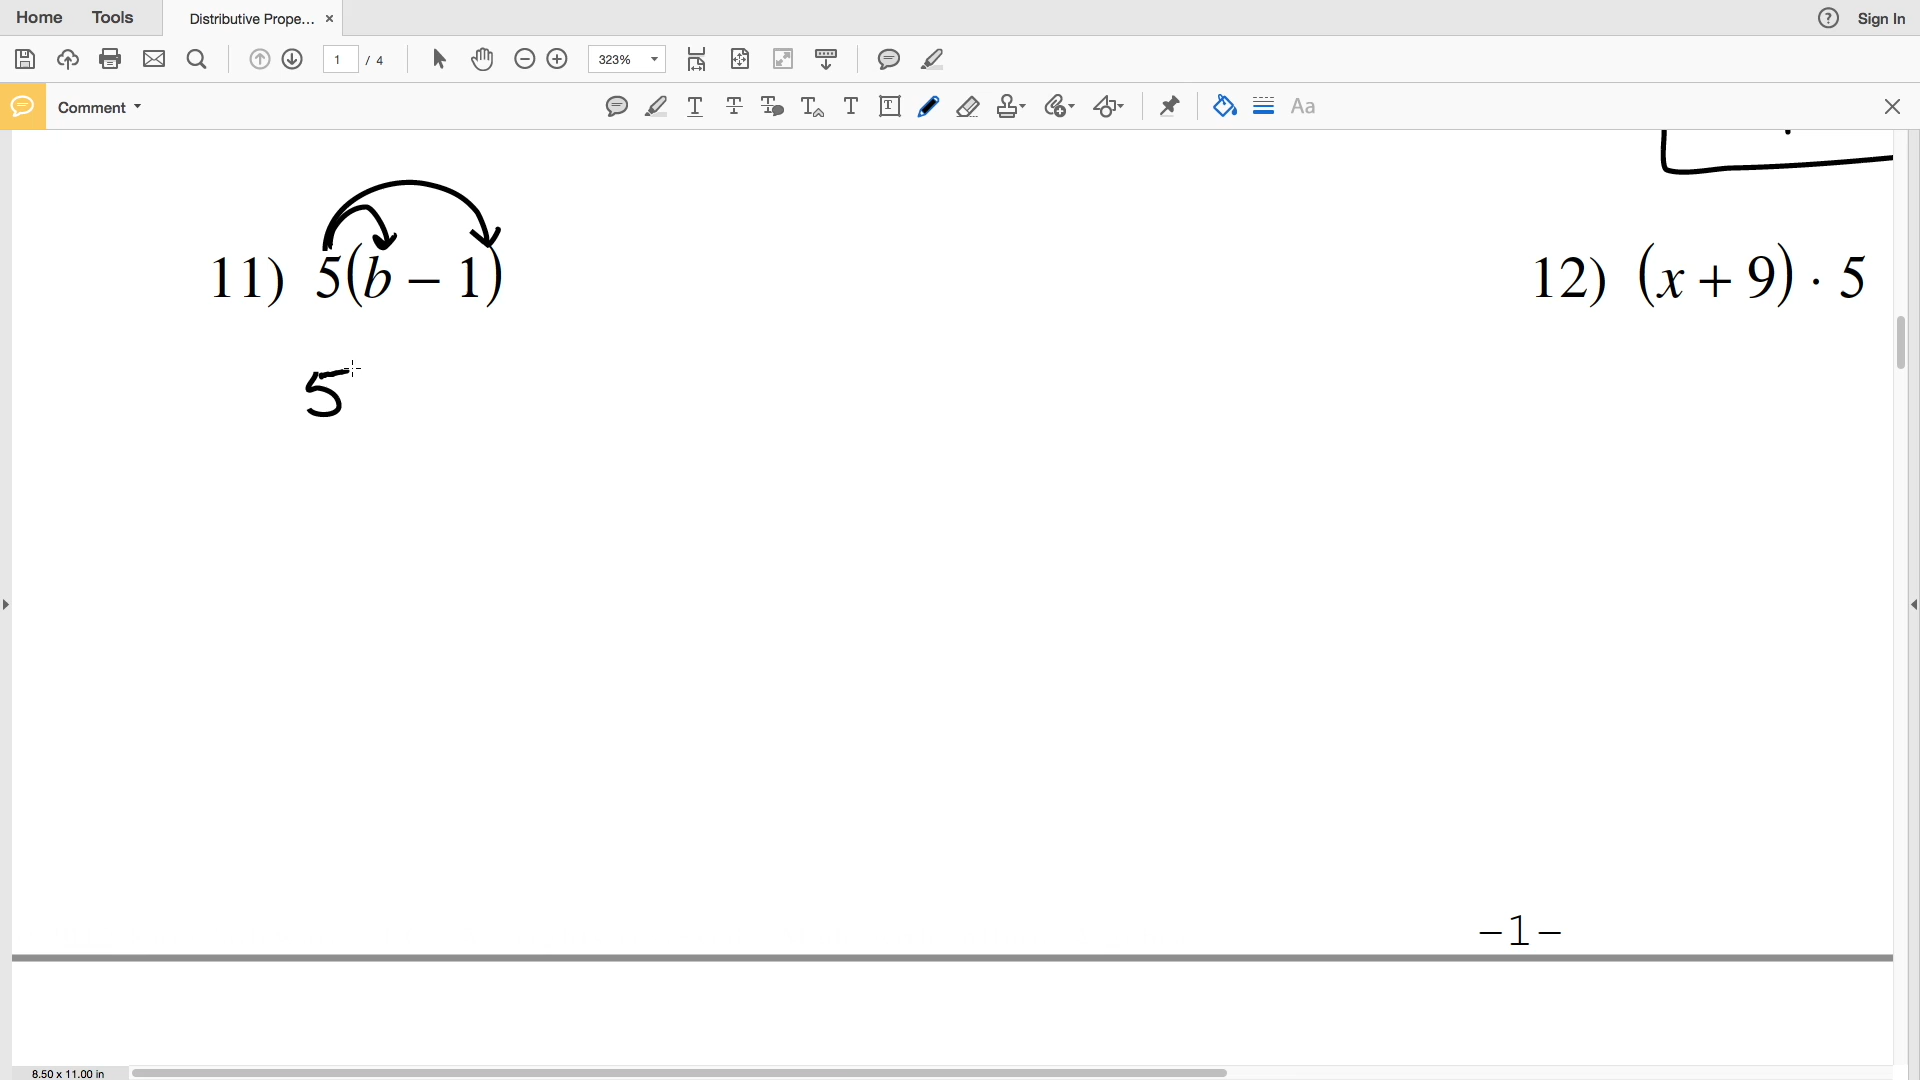 Home Tools Distributive Prope... × ? Sign In
1 / 4 323%
Comment Aa
11) 5(b − 1) 12) (x + 9) · 5
5
-1-
8.50 x 11.00 in